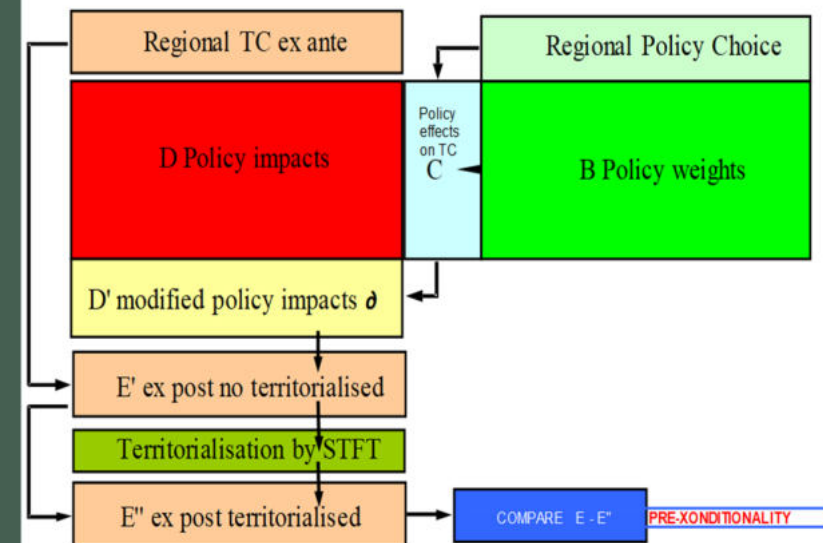 Regional TC ex ante
Regional Policy Choice
D Policy impacts
Policy
effects
on TC
C
B Policy weights
D' modified policy impacts ∂
E' ex post no territorialised
Territorialisation by STFT
E" ex post territorialised
COMPARE E - E"
PRE-XONDITIONALITY